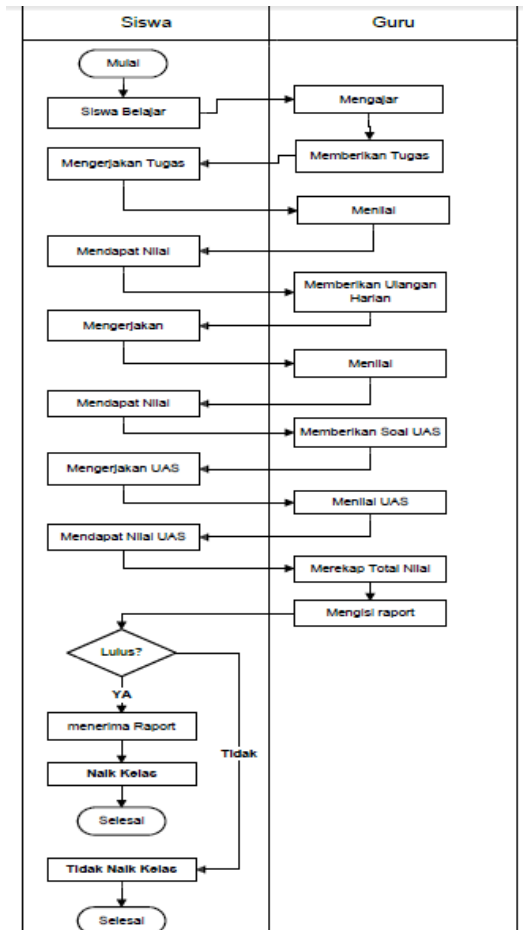 Siswa
Guru
Mulai
Siswa Belajar
Mengajar
Memberikan Tugas
Mengerjakan Tugas
Menilai
Mendapat Nilai
Memberikan Ulangan
Harian
Mengerjakan
Menilai
Mendapat Nilai
Memberikan Soal UAS
Mengerjakan UAS
Menilai UAS
Mendapat Nilai UAS
Merekap Total Nilai
Mengisi raport
Lulus?
YA
menerima Raport
Tidak
Naik Kelas
Selesai
Tidak Naik Kelas
Selesai